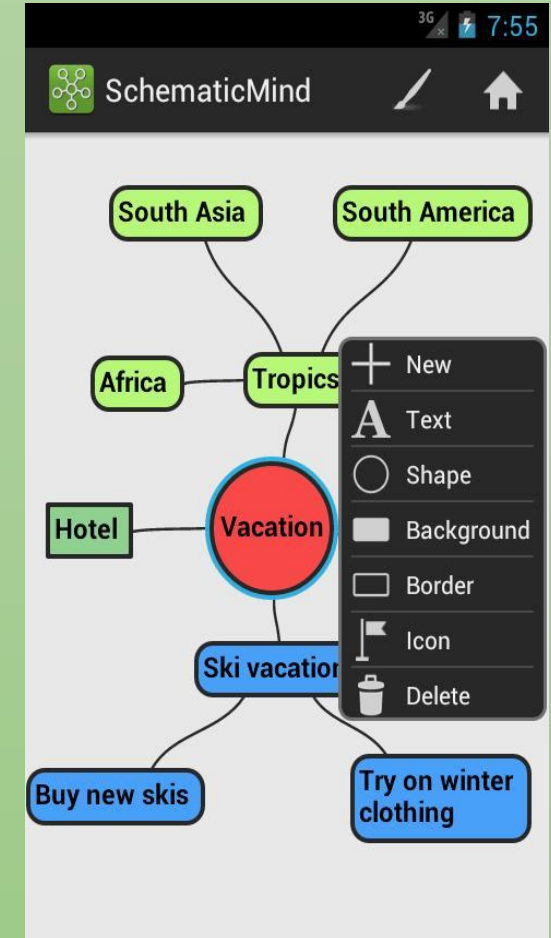 3G
7:55
SchematicMind
South Asia
South America
Africa
Tropics
New
Text
Shape
Background
Border
Icon
Delete
Hotel
Vacation
Ski vacation
Buy new skis
Try on winter
clothing